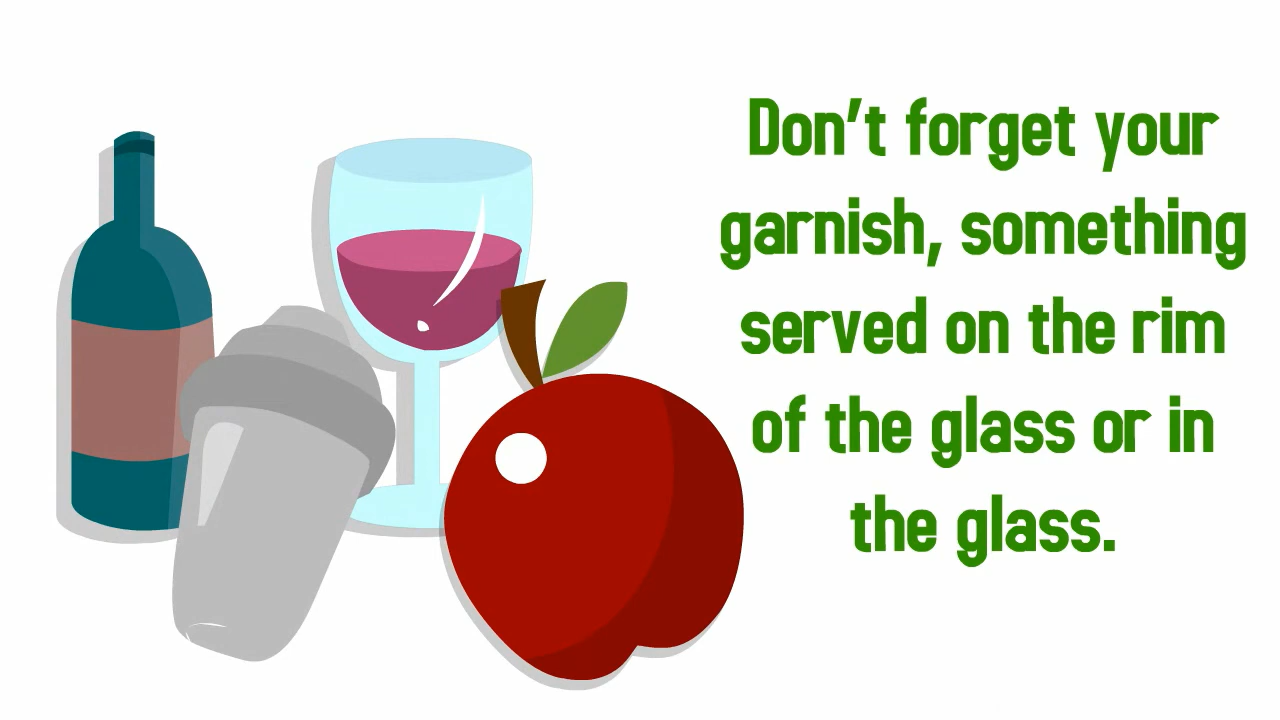 Don't forget your
garnish, something
served on the rim
of the glass or in
the glass.